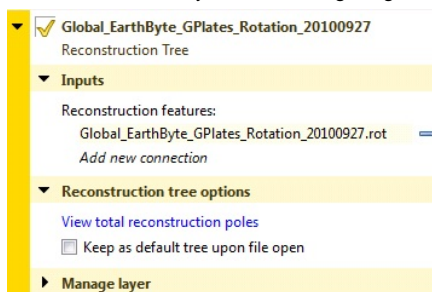 Global_EarthByte_GPlates_Rotation_20100927
Reconstruction Tree
Inputs
Reconstruction features:
Global_EarthByte_GPlates_Rotation_20100927.rot
Add new connection
Reconstruction tree options
View total reconstruction poles
Keep as default tree upon file open
Manage layer